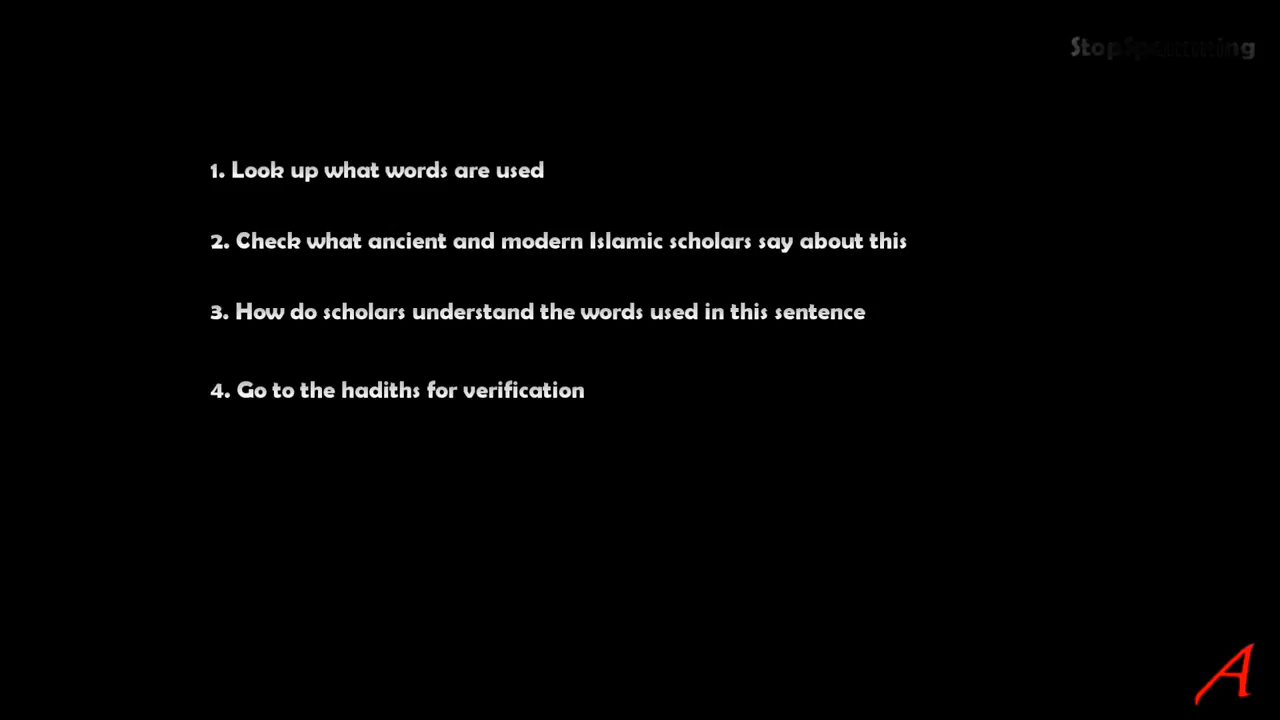 StopSpamming
1. Look up what words are used
2. Check what ancient and modern Islamic scholars say about this
3. How do scholars understand the words used in this sentence
4. Go to the hadiths for verification
A